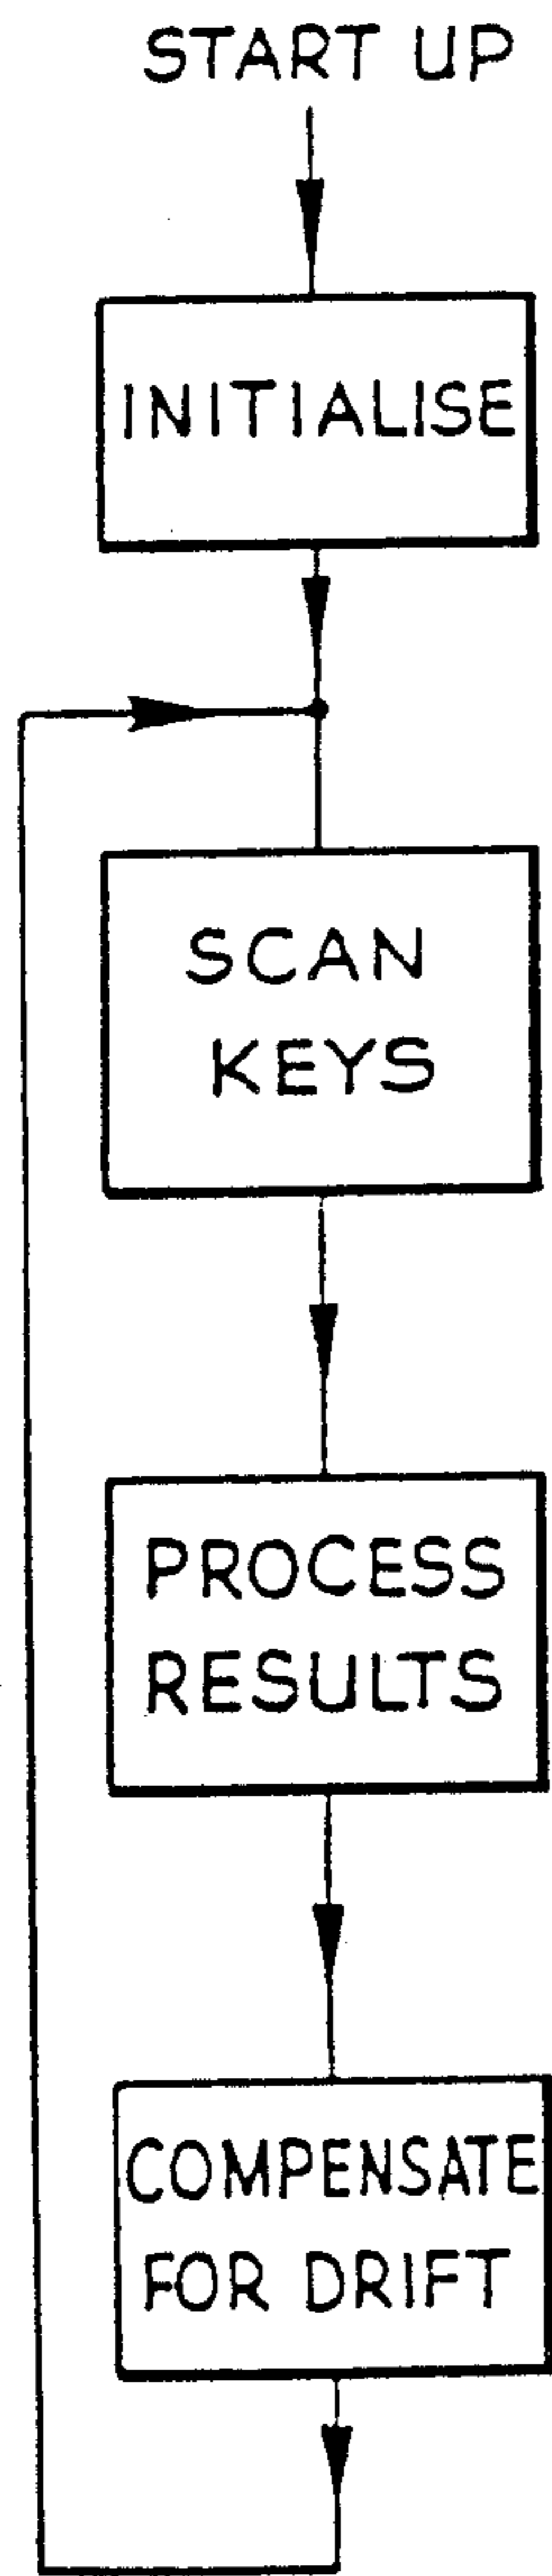 START UP
INITIALISE
SCAN
KEYS
PROCESS
RESULTS
COMPENSATE
FOR DRIFT